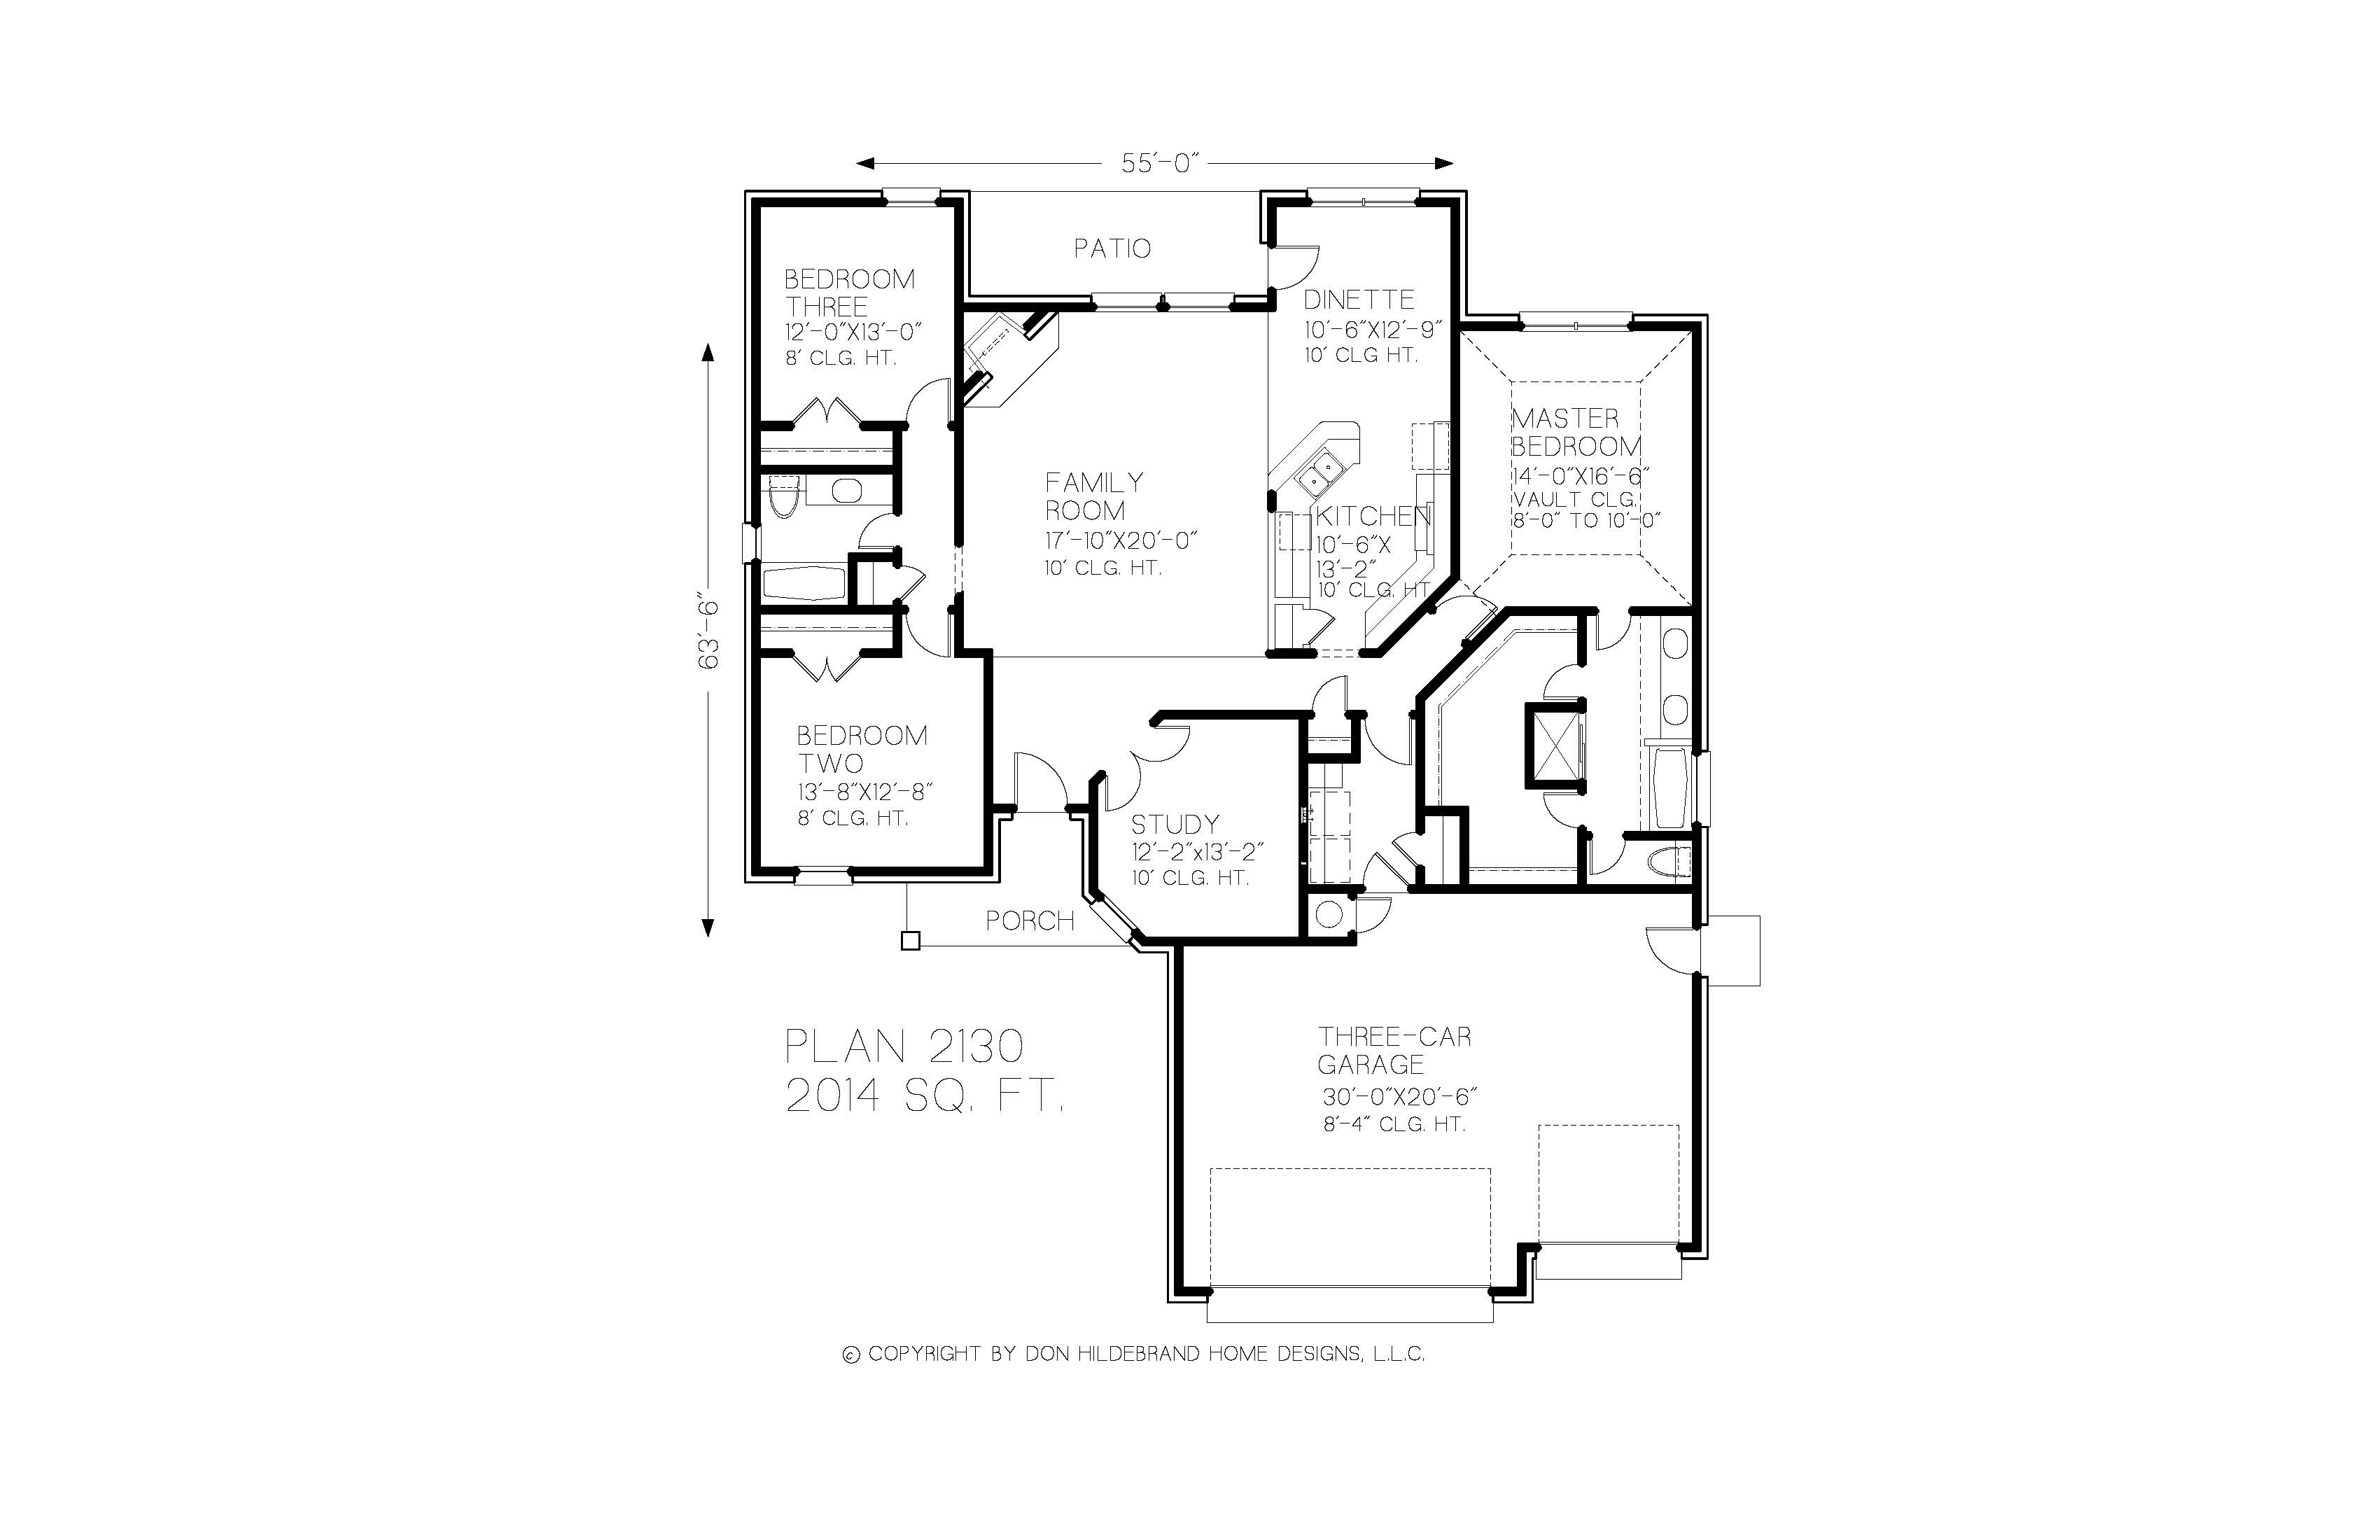 55'-0"
PATIO
BEDROOM
THREE
12'-0"X13'-0"
8' CLG. HT.
DINETTE
10'-6"X12'-9"
10' CLG HT.
MASTER
BEDROOM
14'-0"X16'-6"
VAULT CLG.
8'-0" TO 10'-0"
FAMILY
ROOM
17'-10"X20'-0"
10' CLG. HT.
KITCHEN
10'-6"X
13'-2"
10' CLG. HT
63'-6"
BEDROOM
TWO
13'-8"X12'-8"
8' CLG. HT.
STUDY
12'-2"x13'-2"
10' CLG. HT.
PORCH
THREE-CAR
GARAGE
30'-0"X20'-6"
8'-4" CLG. HT.
PLAN 2130
2014 SQ. FT.
© COPYRIGHT BY DON HILDEBRAND HOME DESIGNS, L.L.C.